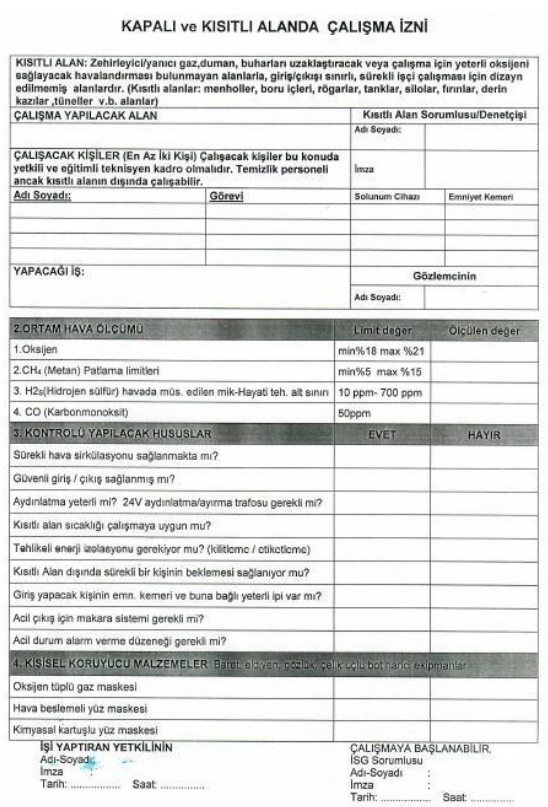 KAPALI ve KISITLI ALANDA ÇALIŞMA İZNİ
KISITLI ALAN: Zehirleyici/yanıcı gaz,duman, buharları uzaklaştıracak veya çalışma için yeterli oksijeni
sağlayacak havalandırması bulunmayan alanlarla, giriş/çıkışı sınırlı, sürekli işçi çalışması için dizayn
edilmemiş alanlardır. (Kısıtlı alanlar: menholler, boru içleri, rögarlar, tanklar, silolar, fırınlar, derin
kazılar ,tüneller v.b. alanlar)
ÇALIŞMA YAPILACAK ALAN
Kısıtlı Alan Sorumlusu/Denetçişi
Adı Soyadı:
ÇALIŞACAK KİŞİLER (En Az İki Kişi) Çalışacak kişiler bu konuda
yetkili ve eğitimli teknisyen kadro olmalıdır. Temizlik personeli
ancak kısıtlı alanın dışında çalışabilir.
İmza
Adı Soyadı:
Görevi
Solunum Cihazı
Emniyet Kemeri
YAPACAĞI İŞ:
Gözlemcinin
Adı Soyadı:
2.ORTAM HAVA ÖLÇÜMÜ
Limit değer
Ölçülen değer
1.Oksijen
min%18 max %21
2.CH₄ (Metan) Patlama limitleri
min%5 max %15
3. H2s(Hidrojen sülfür) havada müs. edilen mik-Hayati teh. alt sınırı
10 ppm- 700 ppm
4. CO (Karbonmoksit)
50ppm
3. KONTROLÜ YAPILACAK HUSUSLAR
EVET
HAYIR
Sürekli hava sirkülasyonu sağlanmakta mı?
Güvenli giriş / çıkış sağlanmış mı?
Aydınlatma yeterli mi? 24V aydınlatma/ayırma trafosu gerekli mi?
Kısıtlı alan sıcaklığı çalışmaya uygun mu?
Tehlikeli enerji izolasyonu gerekiyor mu? (kilitleme / etiketleme)
Kısıtlı Alan dışında sürekli bir kişinin beklemesi sağlanıyor mu?
Giriş yapacak kişinin emn. kemeri ve buna bağlı yeterli ipi var mı?
Acil çıkış için makara sistemi gerekli mi?
Acil durum alarm verme düzeneği gerekli mi?
4. KİŞİSEL KORUYUCU MALZEMELER Baret, eldiven, gözlük, çelik uçlu bot harici ekipmanlar
Oksijen tüplü gaz maskesi
Hava beslemeli yüz maskesi
Kimyasal kartuşlu yüz maskesi
İŞİ YAPTIRAN YETKİLİNİN
Adı-Soyadı:
İmza :
Tarih: .................. Saat: ................
ÇALIŞMAYA BAŞLANABİLİR.
İSG Sorumlusu
Adı-Soyadı :
İmza :
Tarih: .................. Saat: ................